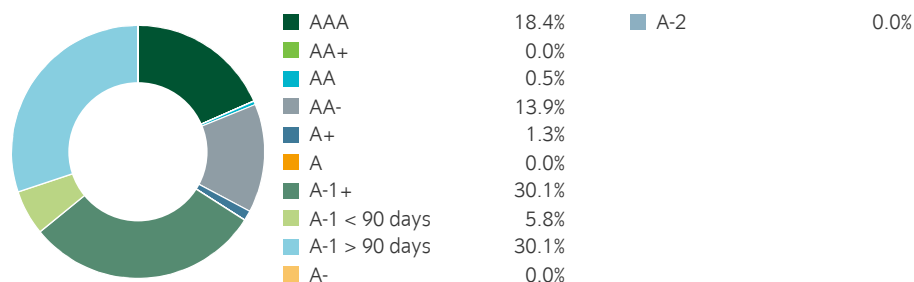 AAA 18.4%
AA+ 0.0%
AA 0.5%
AA- 13.9%
A+ 1.3%
A 0.0%
A-1+ 30.1%
A-1 < 90 days 5.8%
A-1 > 90 days 30.1%
A- 0.0%
A-2 0.0%